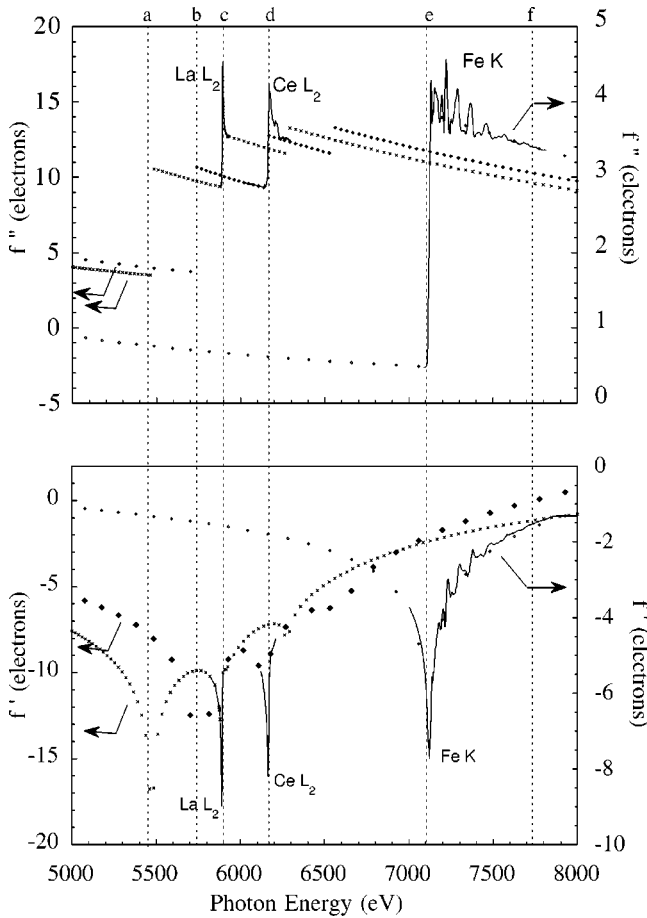 a b c d e f
20
15
10
5
0
-5
f " (electrons)
La L2
Ce L2
Fe K
5
4
3
2
1
0
f " (electrons)
0
-5
-10
-15
-20
f ' (electrons)
La L2
Ce L2
Fe K
0
-2
-4
-6
-8
-10
f ' (electrons)
5000 5500 6000 6500 7000 7500 8000
Photon Energy (eV)